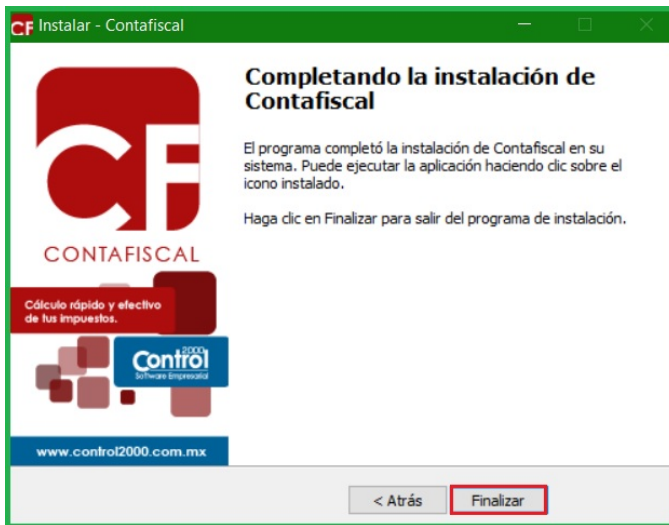 CF Instalar - Contafiscal
CF
CONTAFISCAL
Cálculo rápido y efectivo
de tus impuestos.
Control 2000
Software Empresarial
www.control2000.com.mx
Completando la instalación de
Contafiscal
El programa completó la instalación de Contafiscal en su
sistema. Puede ejecutar la aplicación haciendo clic sobre el
icono instalado.
Haga clic en Finalizar para salir del programa de instalación.
< Atrás
Finalizar